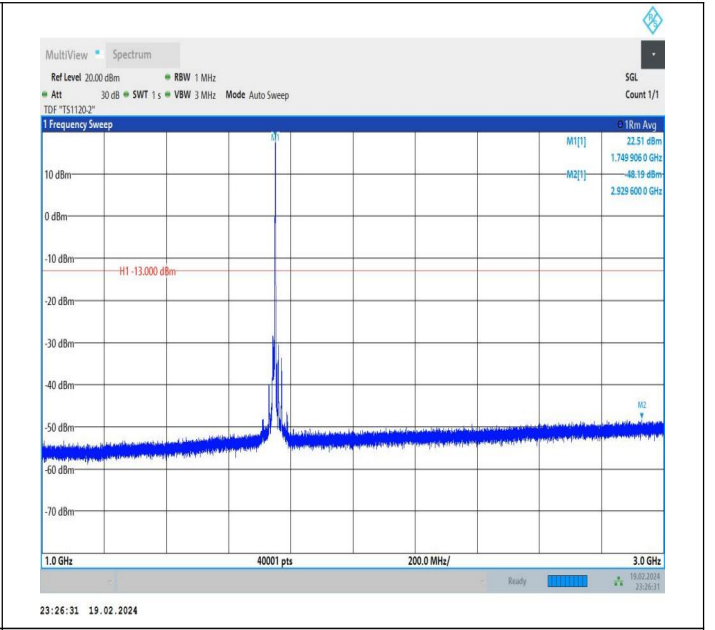 MultiView Spectrum
Ref Level 20.00 dBm RBW 1 MHz SGL
Att 30 dB SWT 1 s VBW 3 MHz Mode Auto Sweep Count 1/1
TDF "TS1120-2"
1 Frequency Sweep 1Rm Avg
M1
M1[1] 22.51 dBm
1.749 906 0 GHz
10 dBm M2[1] -48.19 dBm
2.929 600 0 GHz
0 dBm
-10 dBm
H1 -13.000 dBm
-20 dBm
-30 dBm
-40 dBm
M2
-50 dBm
-60 dBm
-70 dBm
1.0 GHz 40001 pts 200.0 MHz/ 3.0 GHz
Ready 19.02.2024
23:26:31
23:26:31 19.02.2024